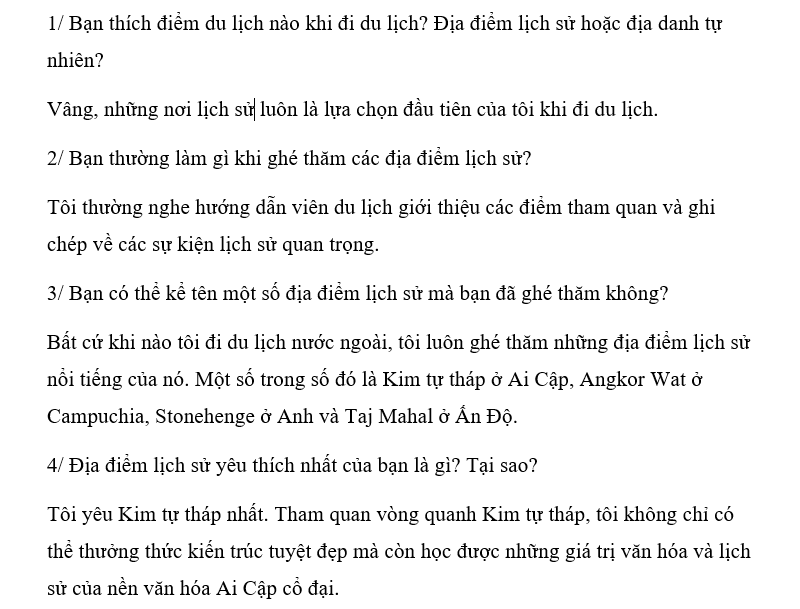 1/ Bạn thích điểm du lịch nào khi đi du lịch? Địa điểm lịch sử hoặc địa danh tự
nhiên?
Vâng, những nơi lịch sử luôn là lựa chọn đầu tiên của tôi khi đi du lịch.
2/ Bạn thường làm gì khi ghé thăm các địa điểm lịch sử?
Tôi thường nghe hướng dẫn viên du lịch giới thiệu các điểm tham quan và ghi
chép về các sự kiện lịch sử quan trọng.
3/ Bạn có thể kể tên một số địa điểm lịch sử mà bạn đã ghé thăm không?
Bất cứ khi nào tôi đi du lịch nước ngoài, tôi luôn ghé thăm những địa điểm lịch sử
nổi tiếng của nó. Một số trong số đó là Kim tự tháp ở Ai Cập, Angkor Wat ở
Campuchia, Stonehenge ở Anh và Taj Mahal ở Ấn Độ.
4/ Địa điểm lịch sử yêu thích nhất của bạn là gì? Tại sao?
Tôi yêu Kim tự tháp nhất. Tham quan vòng quanh Kim tự tháp, tôi không chỉ có
thể thưởng thức kiến trúc tuyệt đẹp mà còn học được những giá trị văn hóa và lịch
sử của nền văn hóa Ai Cập cổ đại.